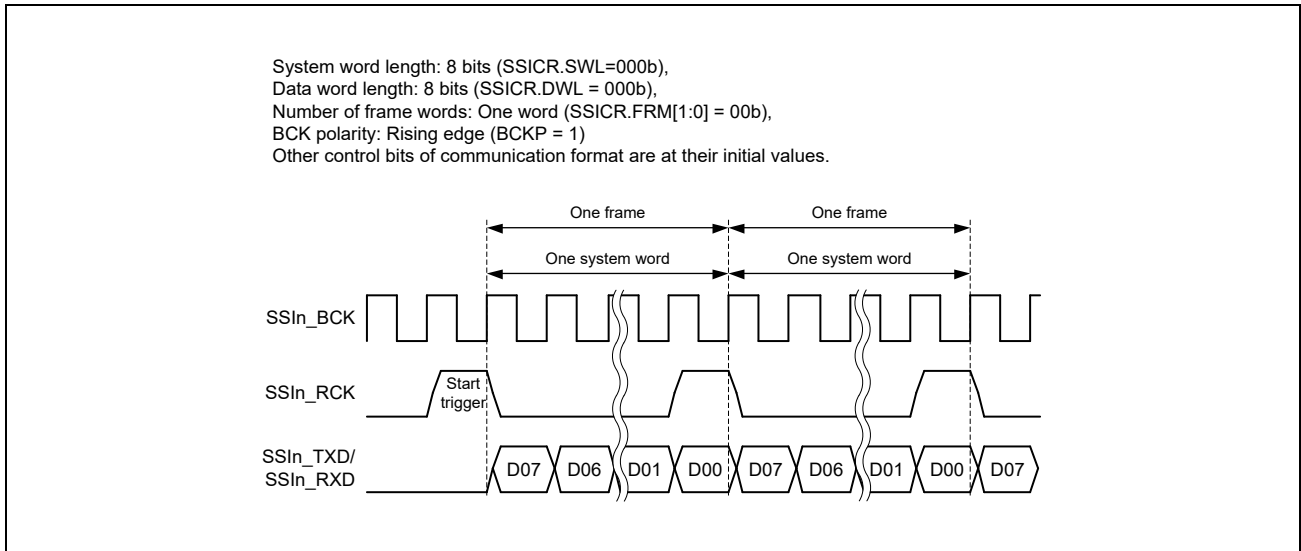 System word length: 8 bits (SSICR.SWL=000b),
Data word length: 8 bits (SSICR.DWL = 000b),
Number of frame words: One word (SSICR.FRM[1:0] = 00b),
BCK polarity: Rising edge (BCKP = 1)
Other control bits of communication format are at their initial values.
One frame One frame
One system word One system word
SSIn_BCK
SSIn_RCK
Start
trigger
SSIn_TXD/
SSIn_RXD
D07 D06 D01 D00 D07 D06 D01 D00 D07